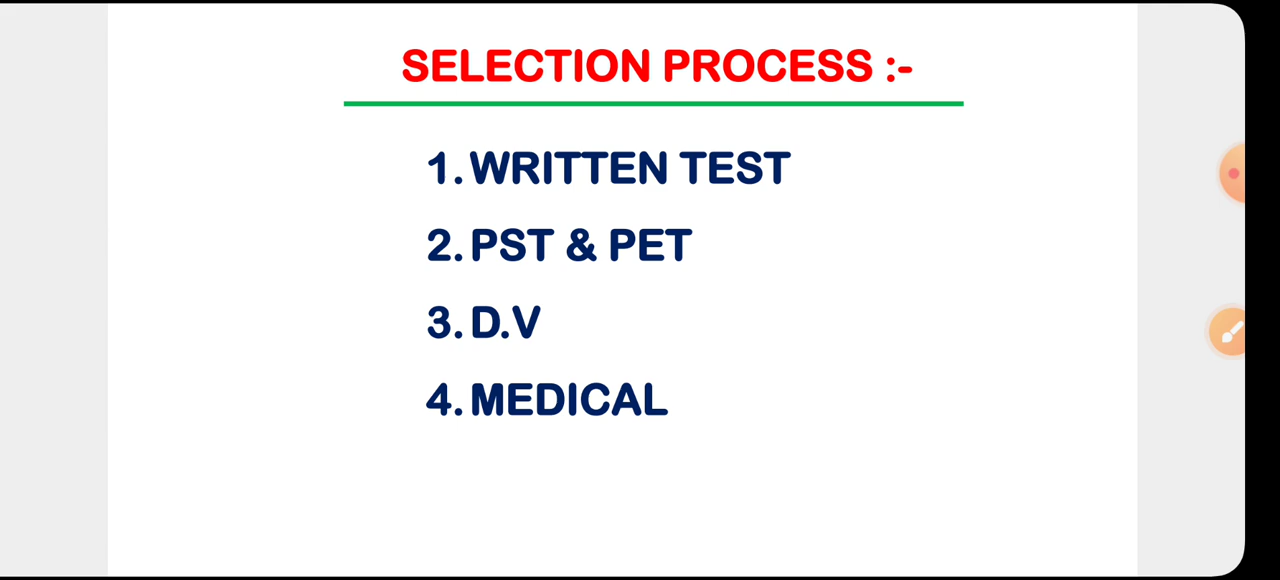 SELECTION PROCESS :-
1. WRITTEN TEST
2. PST & PET
3. D.V
4. MEDICAL